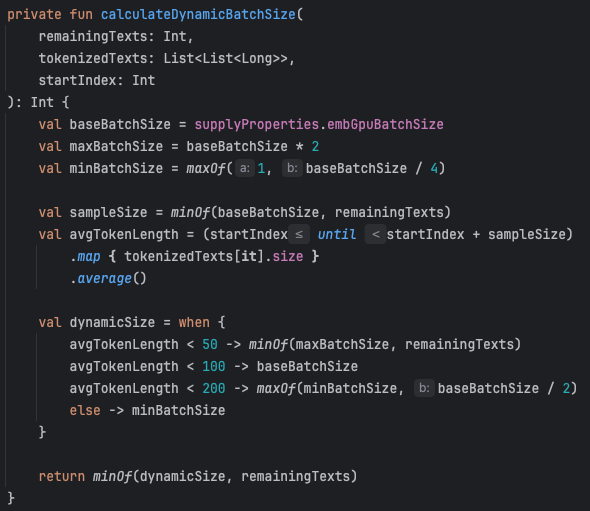 private fun calculateDynamicBatchSize(
    remainingTexts: Int,
    tokenizedTexts: List<List<Long>>,
    startIndex: Int
): Int {
    val baseBatchSize = supplyProperties.embGpuBatchSize
    val maxBatchSize = baseBatchSize * 2
    val minBatchSize = maxOf( a: 1, b: baseBatchSize / 4)

    val sampleSize = minOf(baseBatchSize, remainingTexts)
    val avgTokenLength = (startIndex ≤ until < startIndex + sampleSize)
        .map { tokenizedTexts[it].size }
        .average()

    val dynamicSize = when {
        avgTokenLength < 50 -> minOf(maxBatchSize, remainingTexts)
        avgTokenLength < 100 -> baseBatchSize
        avgTokenLength < 200 -> maxOf(minBatchSize, b: baseBatchSize / 2)
        else -> minBatchSize
    }

    return minOf(dynamicSize, remainingTexts)
}